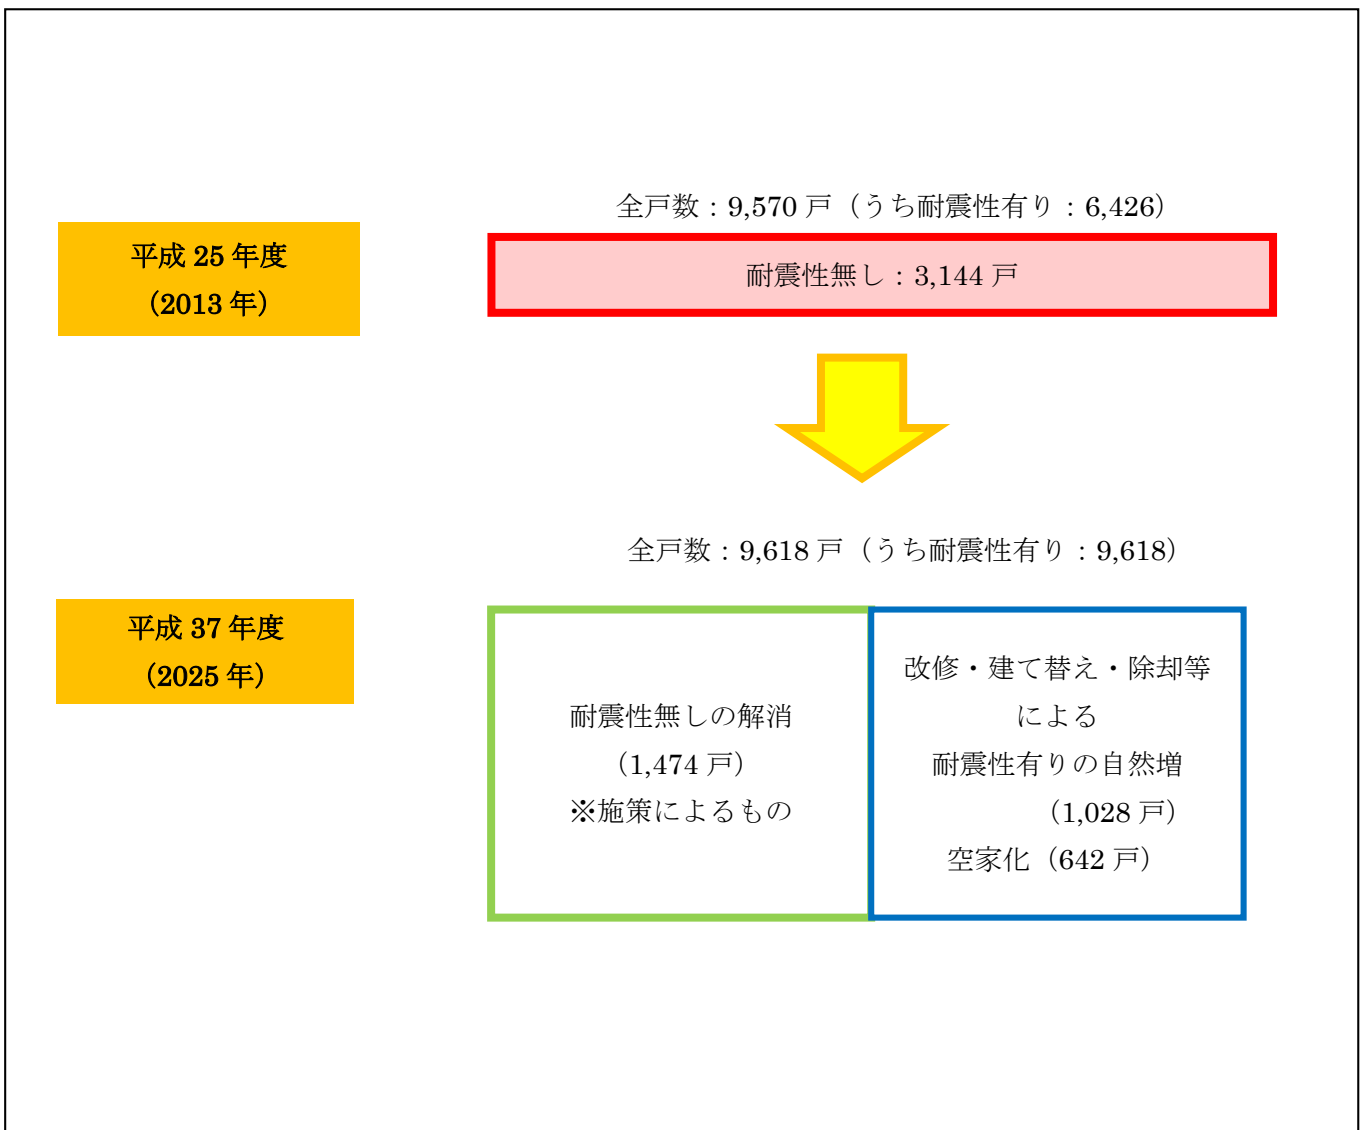 全戸数：9,570 戸（うち耐震性有り：6,426）
平成 25 年度
（2013 年）
耐震性無し：3,144 戸
全戸数：9,618 戸（うち耐震性有り：9,618）
平成 37 年度
（2025 年）
耐震性無しの解消
（1,474 戸）
※施策によるもの
改修・建て替え・除却等
による
耐震性有りの自然増
（1,028 戸）
空家化（642 戸）